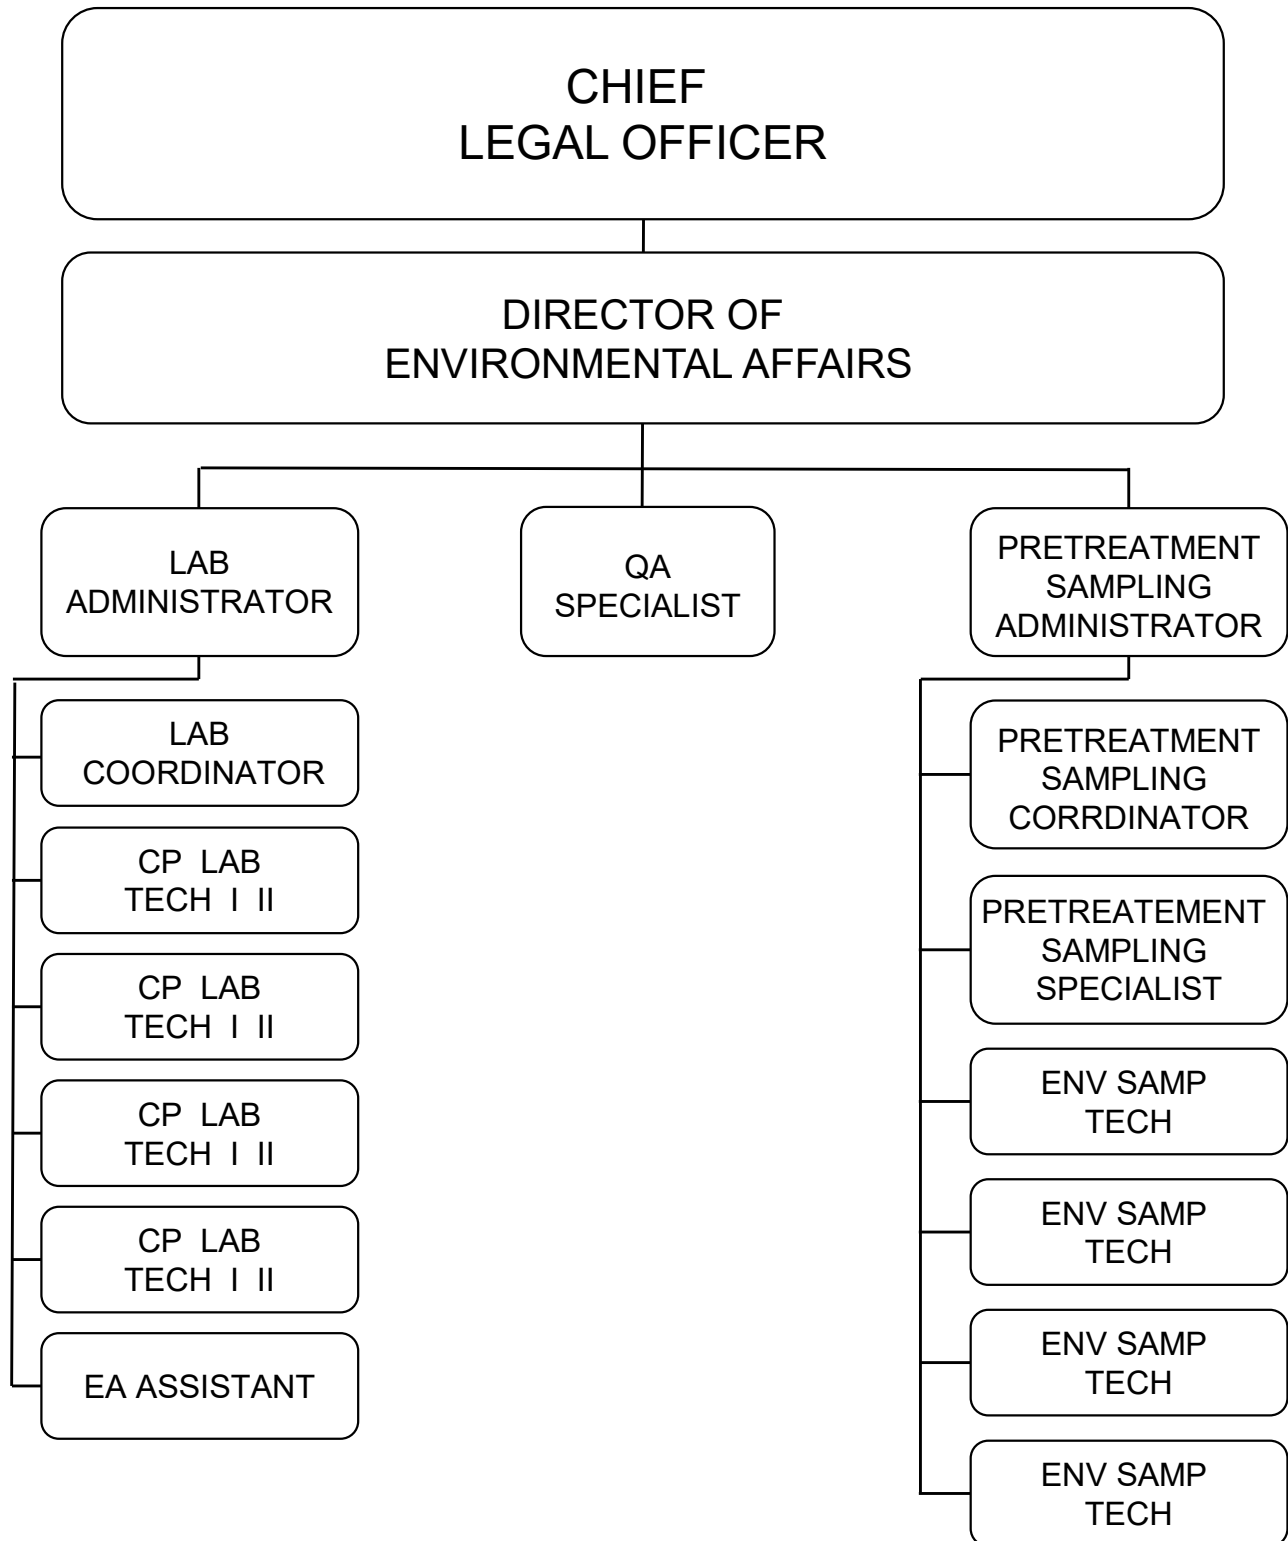 CHIEF
LEGAL OFFICER
DIRECTOR OF
ENVIRONMENTAL AFFAIRS
LAB
ADMINISTRATOR
QA
SPECIALIST
PRETREATMENT
SAMPLING
ADMINISTRATOR
LAB
COORDINATOR
CP LAB
TECH I II
CP LAB
TECH I II
CP LAB
TECH I II
CP LAB
TECH I II
EA ASSISTANT
PRETREATMENT
SAMPLING
CORRDINATOR
PRETREATEMENT
SAMPLING
SPECIALIST
ENV SAMP
TECH
ENV SAMP
TECH
ENV SAMP
TECH
ENV SAMP
TECH